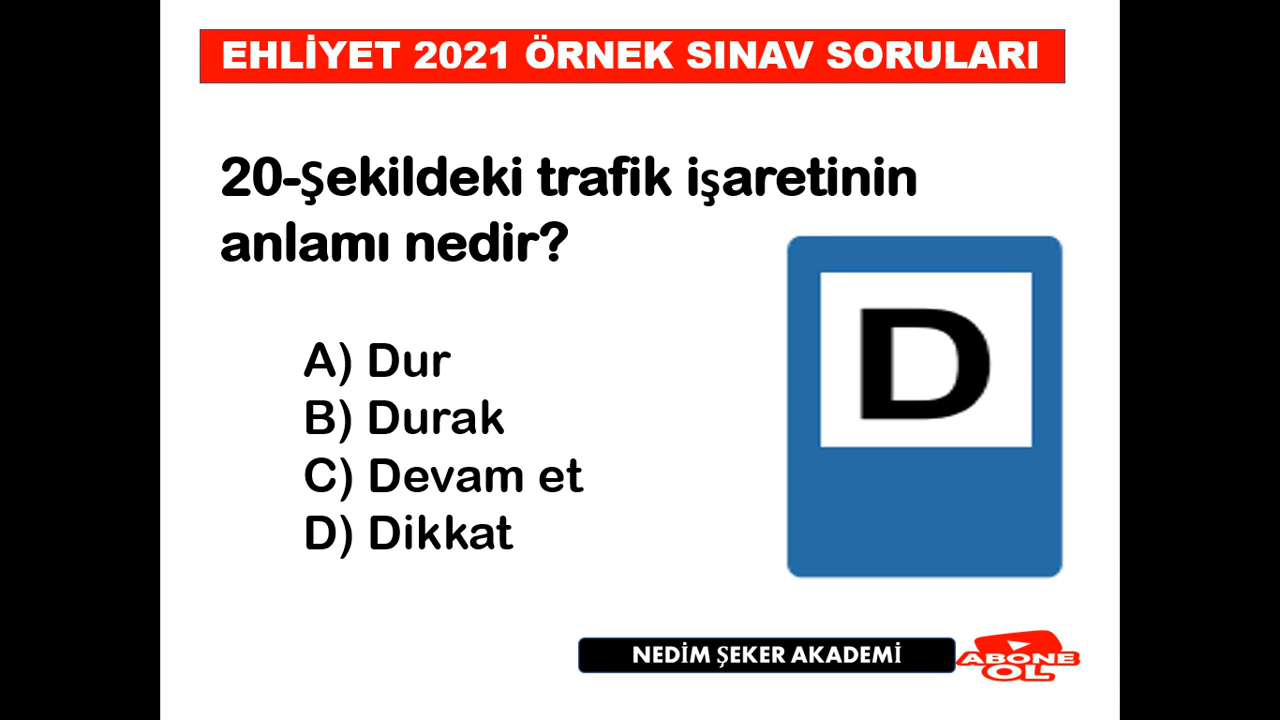 EHLİYET 2021 ÖRNEK SINAV SORULARI
20-Şekildeki trafik işaretinin
anlamı nedir?
D
A) Dur
B) Durak
C) Devam et
D) Dikkat
NEDİM ŞEKER AKADEMİ
ABONE
OL